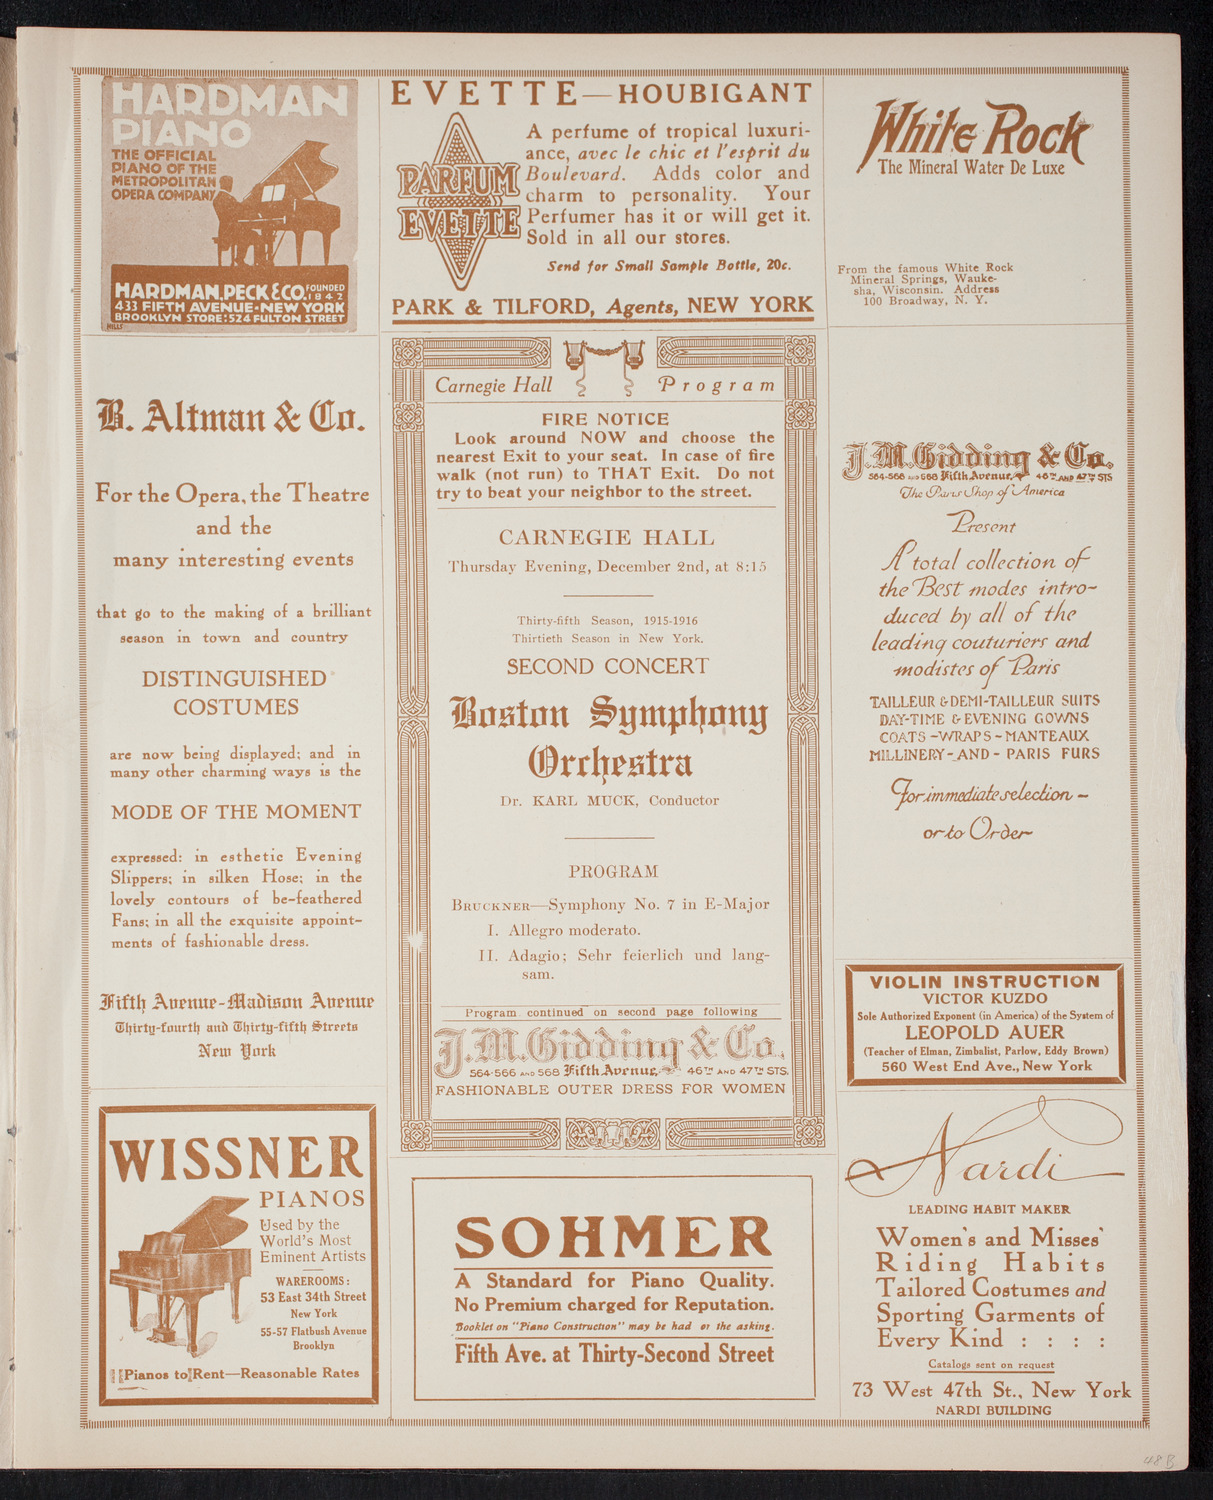 HARDMAN
PIANO
THE OFFICIAL
PIANO OF THE
METROPOLITAN
OPERA COMPANY
HARDMAN, PECK & CO. FOUNDED 1842
433 FIFTH AVENUE-NEW YORK
BROOKLYN STORE: 524 FULTON STREET
HILLS
EVETTE—HOUBIGANT
PARFUM
EVETTE
A perfume of tropical luxuri-
ance, avec le chic et l'esprit du
Boulevard. Adds color and
charm to personality. Your
Perfumer has it or will get it.
Sold in all our stores.
Send for Small Sample Bottle, 20c.
PARK & TILFORD, Agents, NEW YORK
White Rock
The Mineral Water De Luxe
From the famous White Rock
Mineral Springs, Wauke-
sha, Wisconsin. Address
100 Broadway, N. Y.
B. Altman & Co.
For the Opera, the Theatre
and the
many interesting events
that go to the making of a brilliant
season in town and country
DISTINGUISHED
COSTUMES
are now being displayed; and in
many other charming ways is the
MODE OF THE MOMENT
expressed: in esthetic Evening
Slippers; in silken Hose; in the
lovely contours of be-feathered
Fans; in all the exquisite appoint-
ments of fashionable dress.
Fifth Avenue-Madison Avenue
Thirty-fourth and Thirty-fifth Streets
New York
WISSNER
PIANOS
Used by the
World's Most
Eminent Artists
WAREROOMS:
53 East 34th Street
New York
55-57 Flatbush Avenue
Brooklyn
Pianos to Rent—Reasonable Rates
Carnegie Hall Program
FIRE NOTICE
Look around NOW and choose the
nearest Exit to your seat. In case of fire
walk (not run) to THAT Exit. Do not
try to beat your neighbor to the street.
CARNEGIE HALL
Thursday Evening, December 2nd, at 8:15
Thirty-fifth Season, 1915-1916
Thirtieth Season in New York.
SECOND CONCERT
Boston Symphony
Orchestra
Dr. KARL MUCK, Conductor
PROGRAM
BRUCKNER—Symphony No. 7 in E-Major
I. Allegro moderato.
II. Adagio; Sehr feierlich und lang-
sam.
Program continued on second page following
J.M. Gidding & Co.
564-566 AND 568 Fifth Avenue, 46TH AND 47TH STS.
FASHIONABLE OUTER DRESS FOR WOMEN
SOHMER
A Standard for Piano Quality.
No Premium charged for Reputation.
Booklet on "Piano Construction" may be had or the asking.
Fifth Ave. at Thirty-Second Street
J.M. Gidding & Co.
564-566 AND 568 Fifth Avenue, 46TH AND 47TH STS
The Paris Shop of America
Present
A total collection of
the Best modes intro-
duced by all of the
leading couturiers and
modistes of Paris
TAILLEUR & DEMI-TAILLEUR SUITS
DAY-TIME & EVENING GOWNS
COATS - WRAPS - MANTEAUX
MILLINERY - AND - PARIS FURS
For immediate selection -
or to Order
VIOLIN INSTRUCTION
VICTOR KUZDO
Sole Authorized Exponent (in America) of the System of
LEOPOLD AUER
(Teacher of Elman, Zimbalist, Parlow, Eddy Brown)
560 West End Ave., New York
Nardi
LEADING HABIT MAKER
Women's and Misses'
Riding Habits
Tailored Costumes and
Sporting Garments of
Every Kind : : : :
Catalogs sent on request
73 West 47th St., New York
NARDI BUILDING
48B